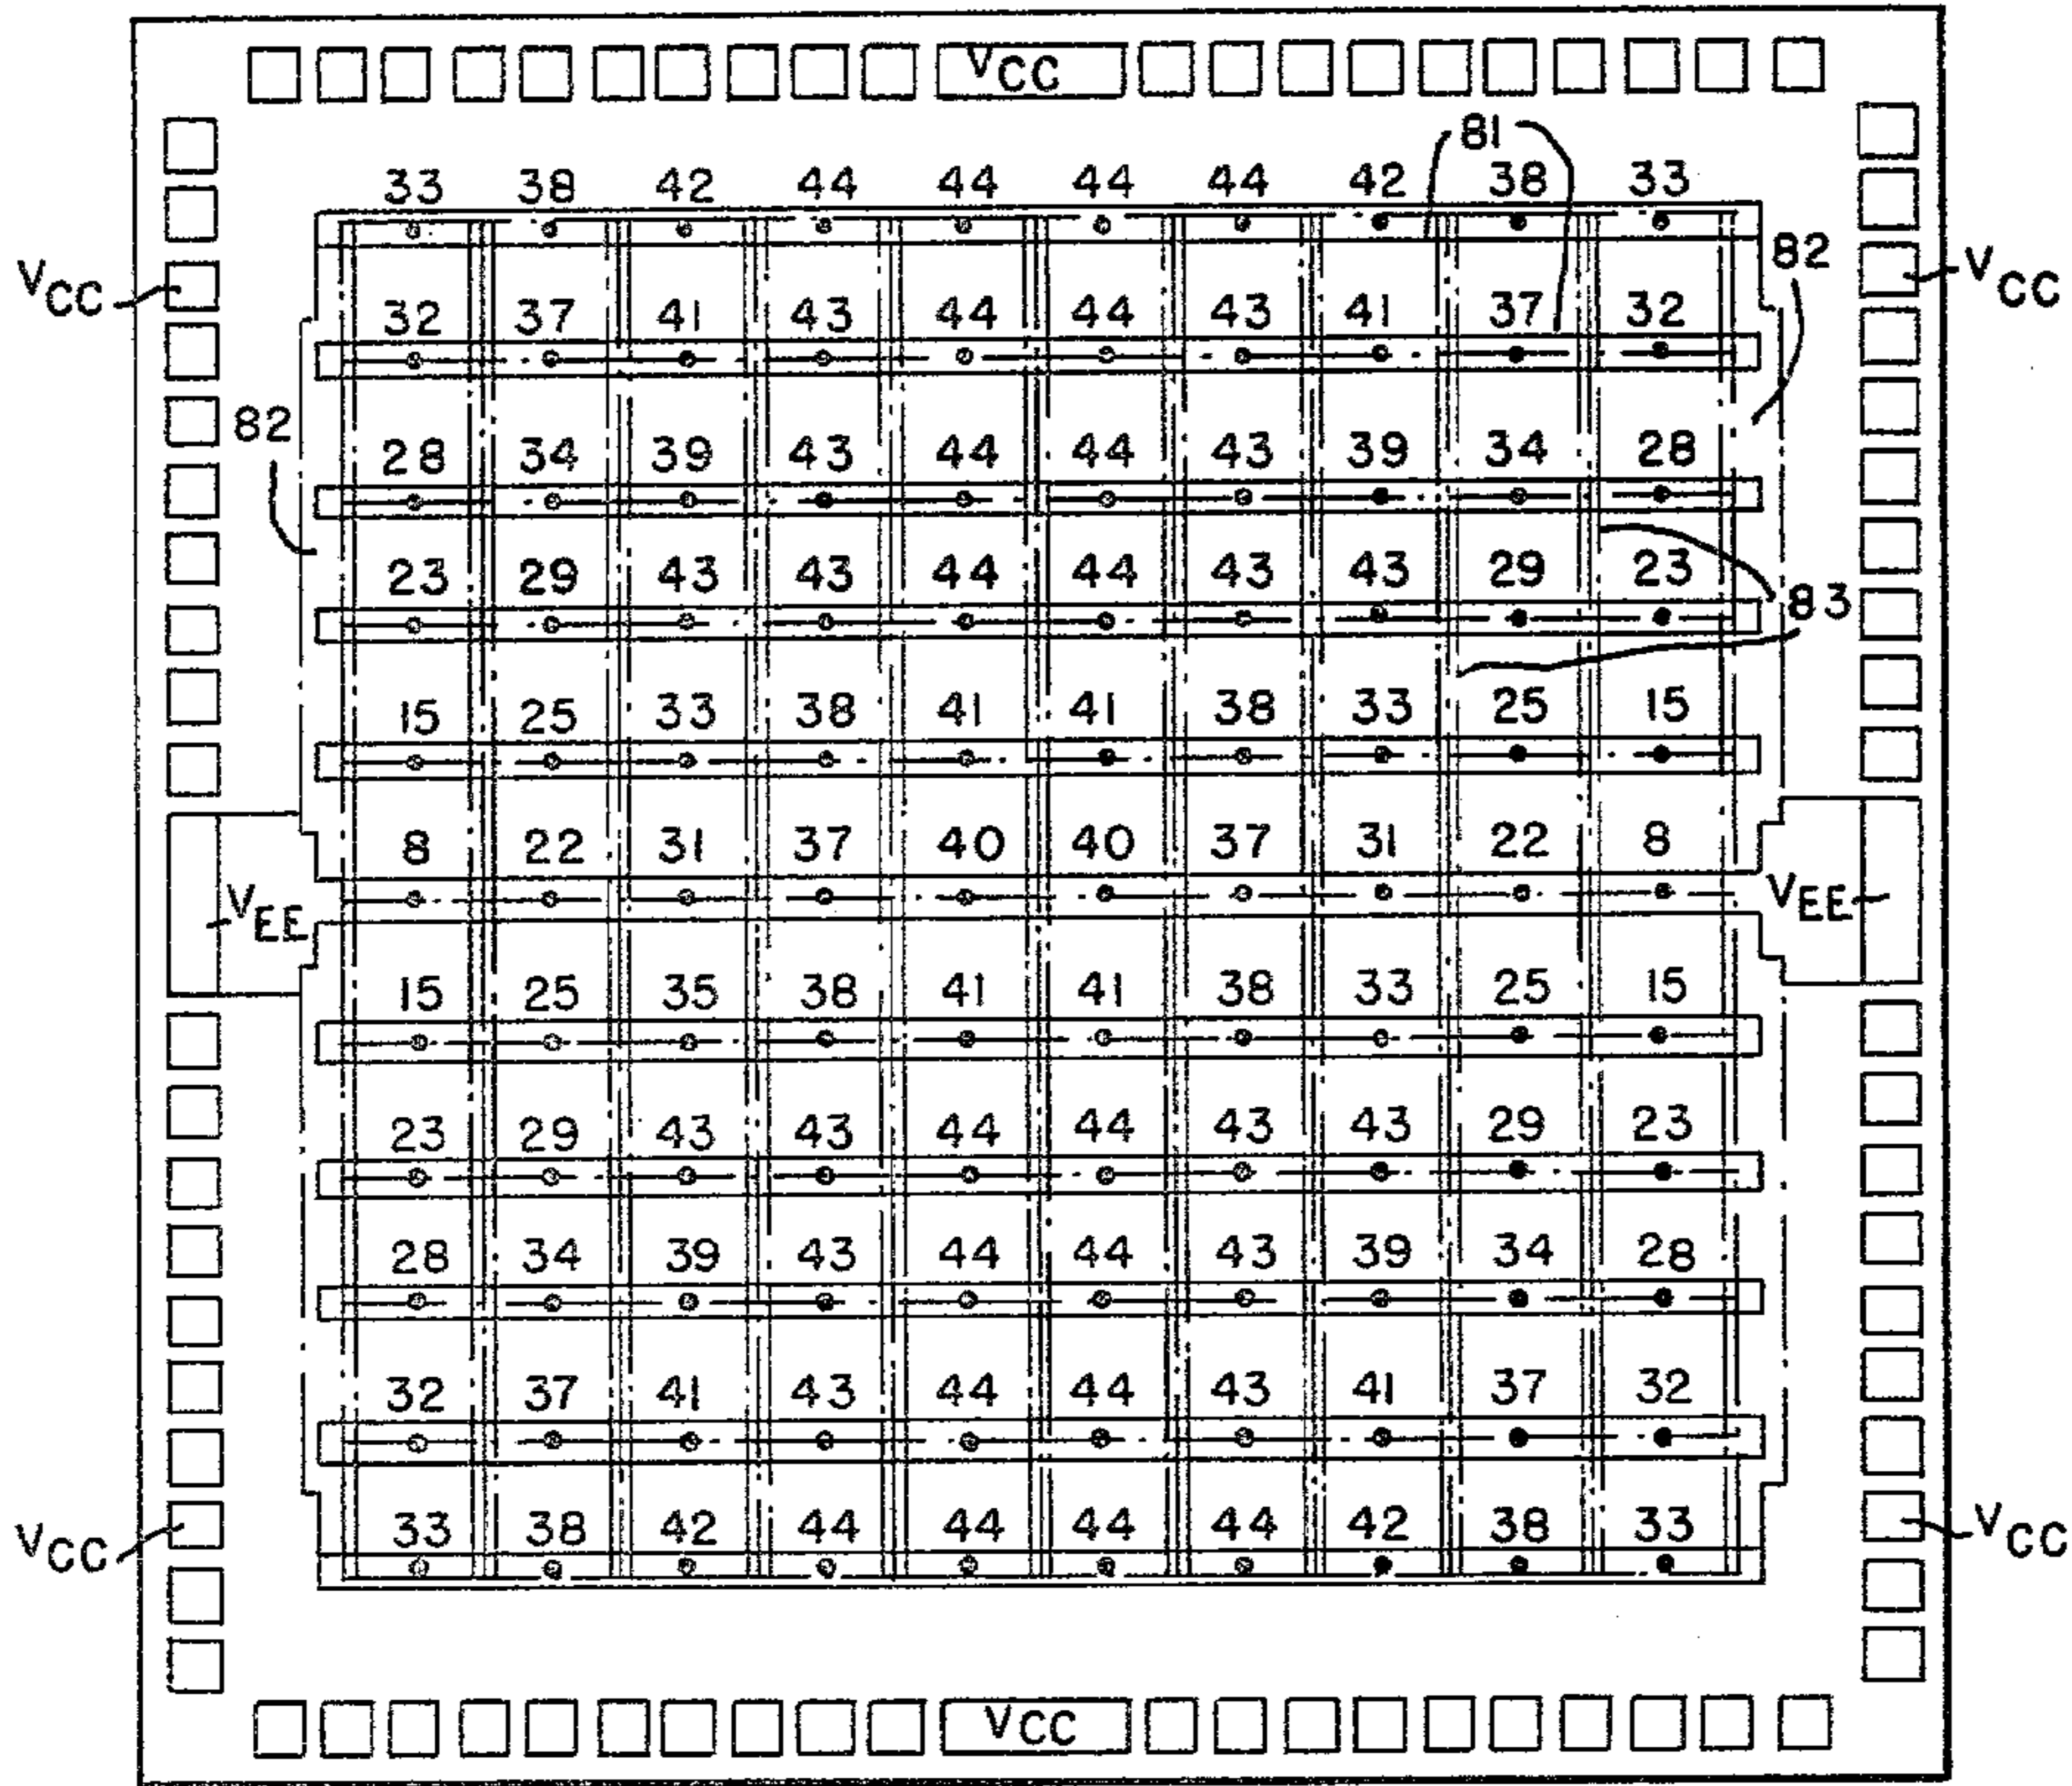 VCC
81
33 38 42 44 44 44 44 42 38 33
82
VCC VCC
32 37 41 43 44 44 43 41 37 32
82
28 34 39 43 44 44 43 39 34 28
23 29 43 43 44 44 43 43 29 23
83
15 25 33 38 41 41 38 33 25 15
8 22 31 37 40 40 37 31 22 8
VEE VEE
15 25 35 38 41 41 38 33 25 15
23 29 43 43 44 44 43 43 29 23
28 34 39 43 44 44 43 39 34 28
32 37 41 43 44 44 43 41 37 32
33 38 42 44 44 44 44 42 38 33
VCC VCC
VCC